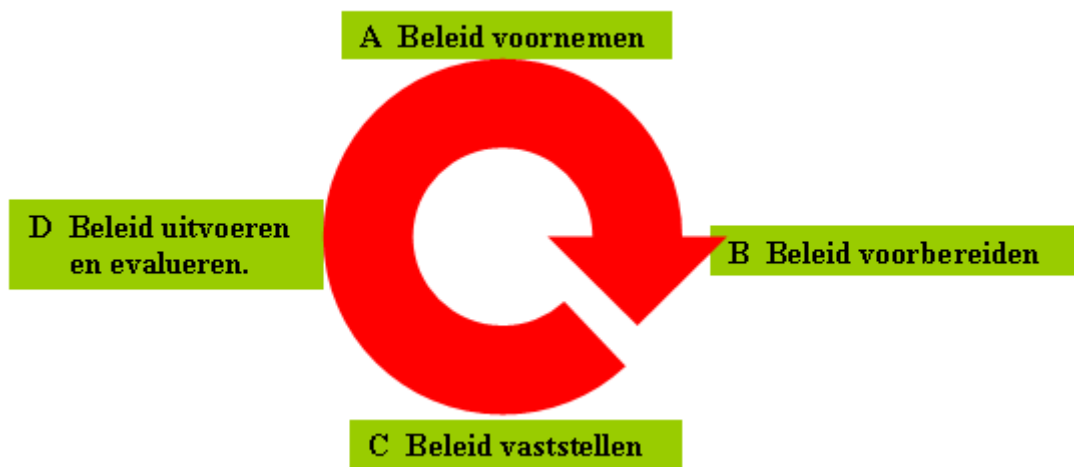 A Beleid voornemen
B Beleid voorbereiden
C Beleid vaststellen
D Beleid uitvoeren
en evalueren.